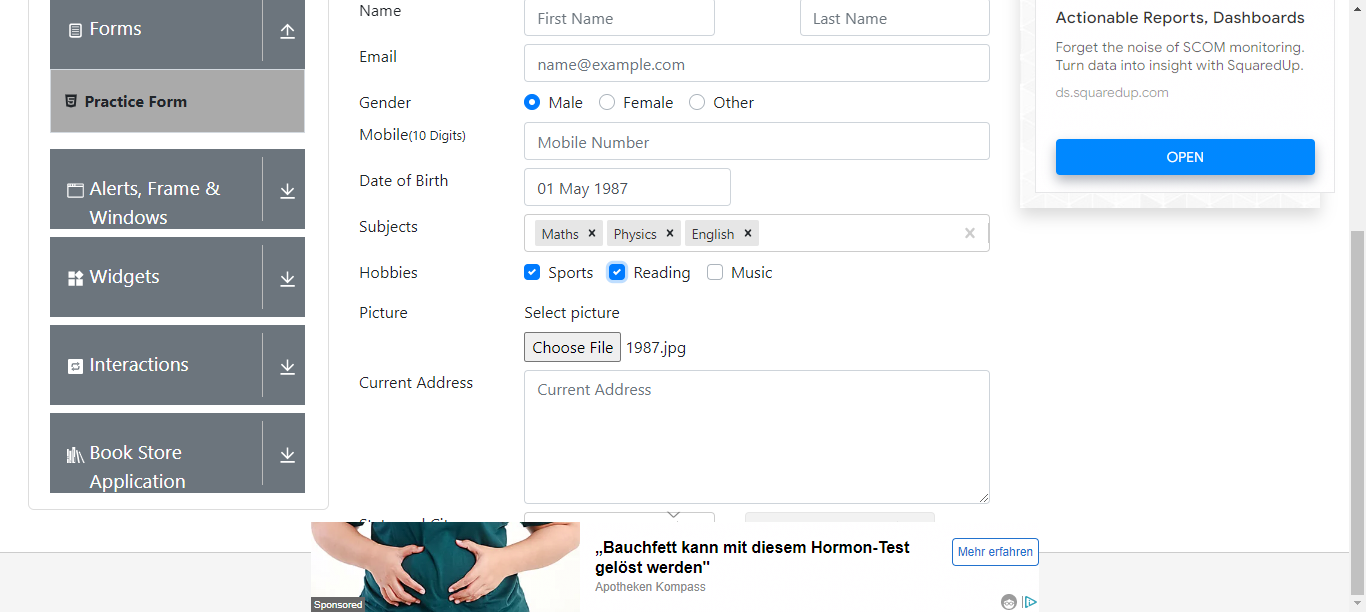 Forms
Practice Form
Alerts, Frame &
Windows
Widgets
Interactions
Book Store
Application
Name
First Name
Last Name
Email
name@example.com
Gender
Male
Female
Other
Mobile(10 Digits)
Mobile Number
Date of Birth
01 May 1987
Subjects
Maths ×
Physics ×
English ×
×
Hobbies
Sports
Reading
Music
Picture
Select picture
Choose File 1987.jpg
Current Address
Current Address
Actionable Reports, Dashboards
Forget the noise of SCOM monitoring.
Turn data into insight with SquaredUp.
ds.squaredup.com
OPEN
„Bauchfett kann mit diesem Hormon-Test
gelöst werden"
Apotheken Kompass
Mehr erfahren
Sponsored